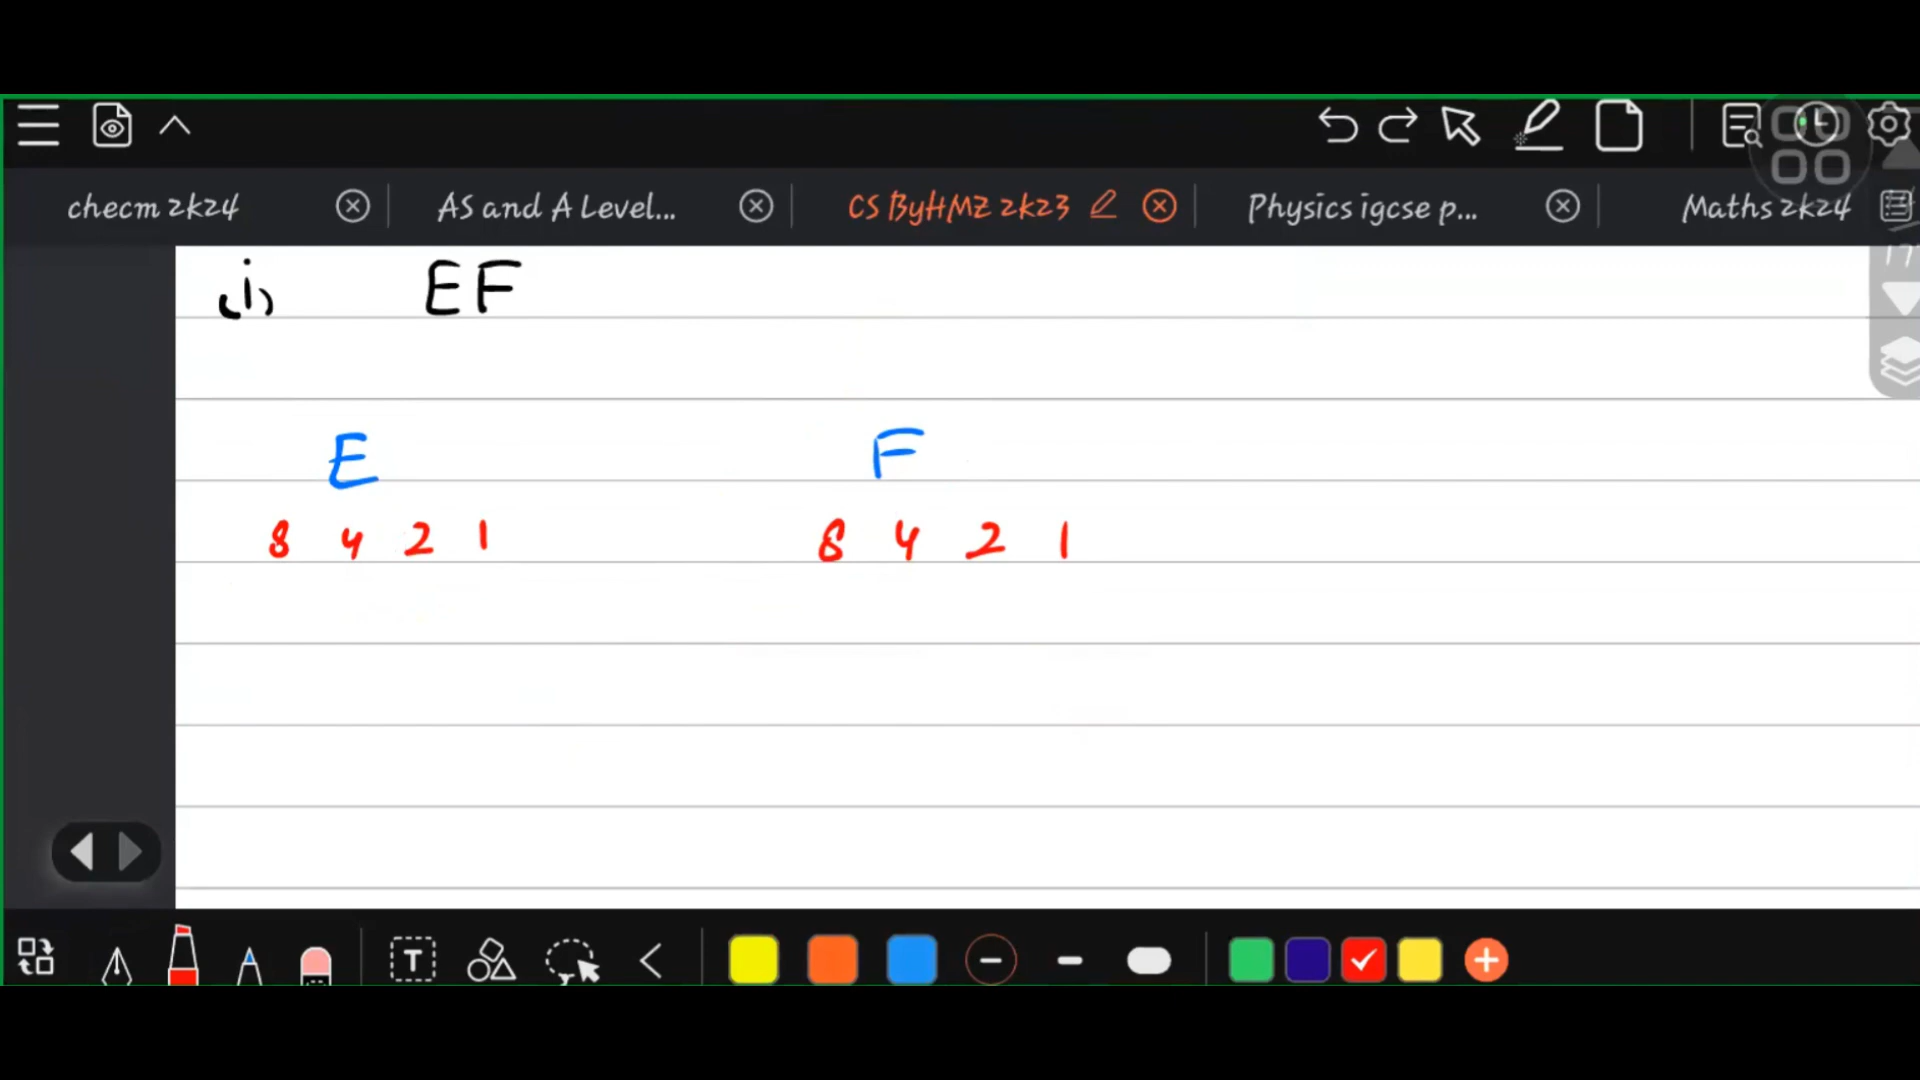 checm 2k24 AS and A Level... CS ByHMZ 2k23 Physics igcse p... Maths 2k24
(i) EF
E F
8 4 2 1 8 4 2 1
T